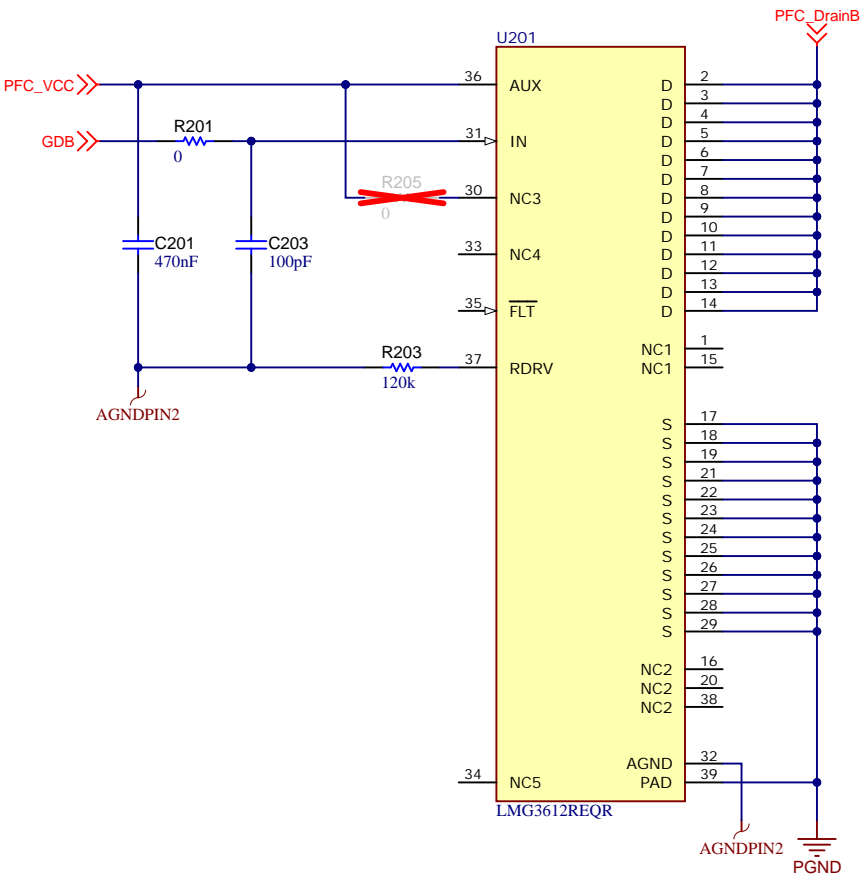 PFC_DrainB
U201
PFC_VCC
36 AUX
D 2
D 3
R201
D 4
GDB
0
31 IN
D 5
D 6
R205
D 7
0
30 NC3
D 8
D 9
D 10
C201
470nF
C203
100pF
33 NC4
D 11
D 12
D 13
35 FLT
D 14
NC1 1
R203
120k
37 RDRV
NC1 15
AGNDPIN2
S 17
S 18
S 19
S 21
S 22
S 23
S 24
S 25
S 26
S 27
S 28
S 29
NC2 16
NC2 20
NC2 38
AGND 32
34 NC5
PAD 39
LMG3612REQR
AGNDPIN2
PGND